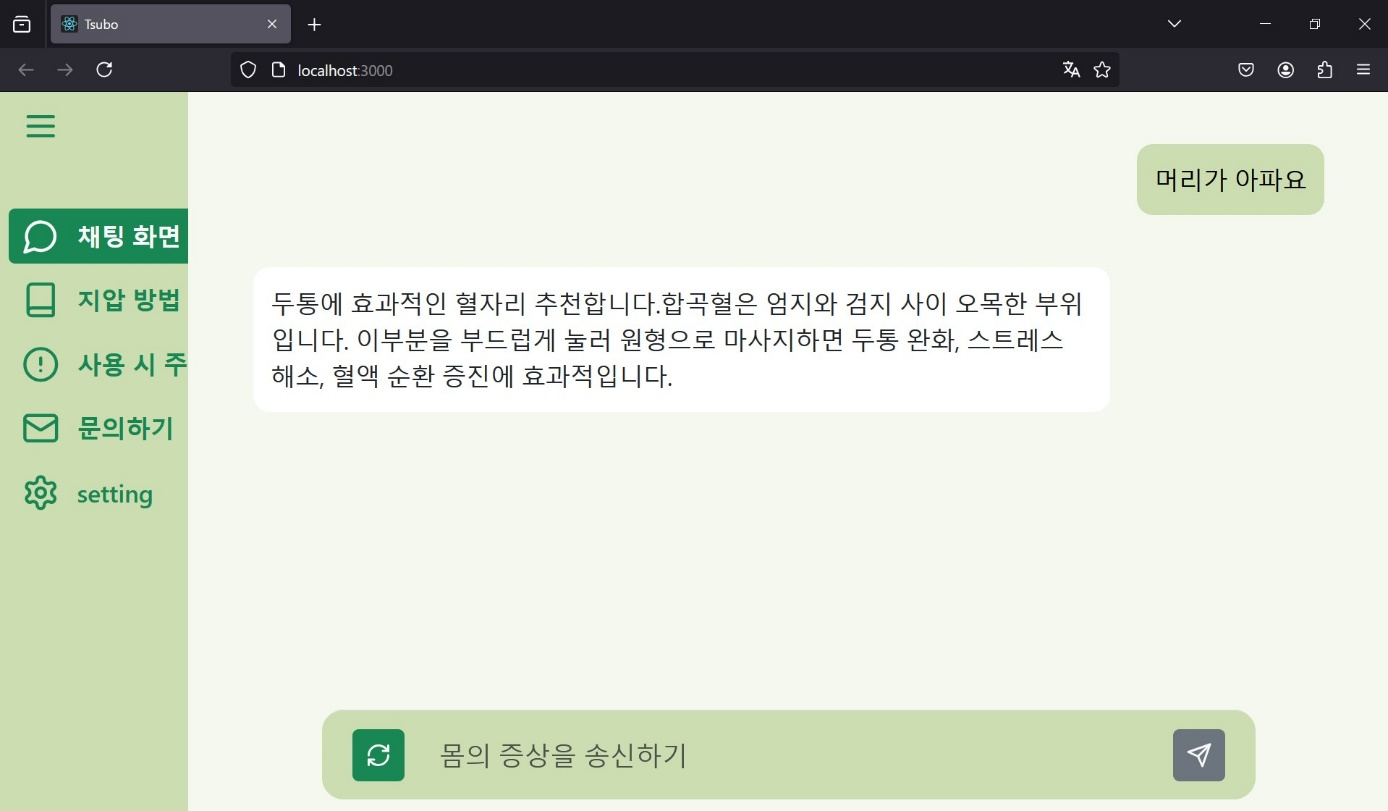 Tsubo
localhost:3000
채팅 화면
지압 방법
사용 시 주
문의하기
setting
머리가 아파요
두통에 효과적인 혈자리 추천합니다.합곡혈은 엄지와 검지 사이 오목한 부위
입니다. 이부분을 부드럽게 눌러 원형으로 마사지하면 두통 완화, 스트레스
해소, 혈액 순환 증진에 효과적입니다.
몸의 증상을 송신하기